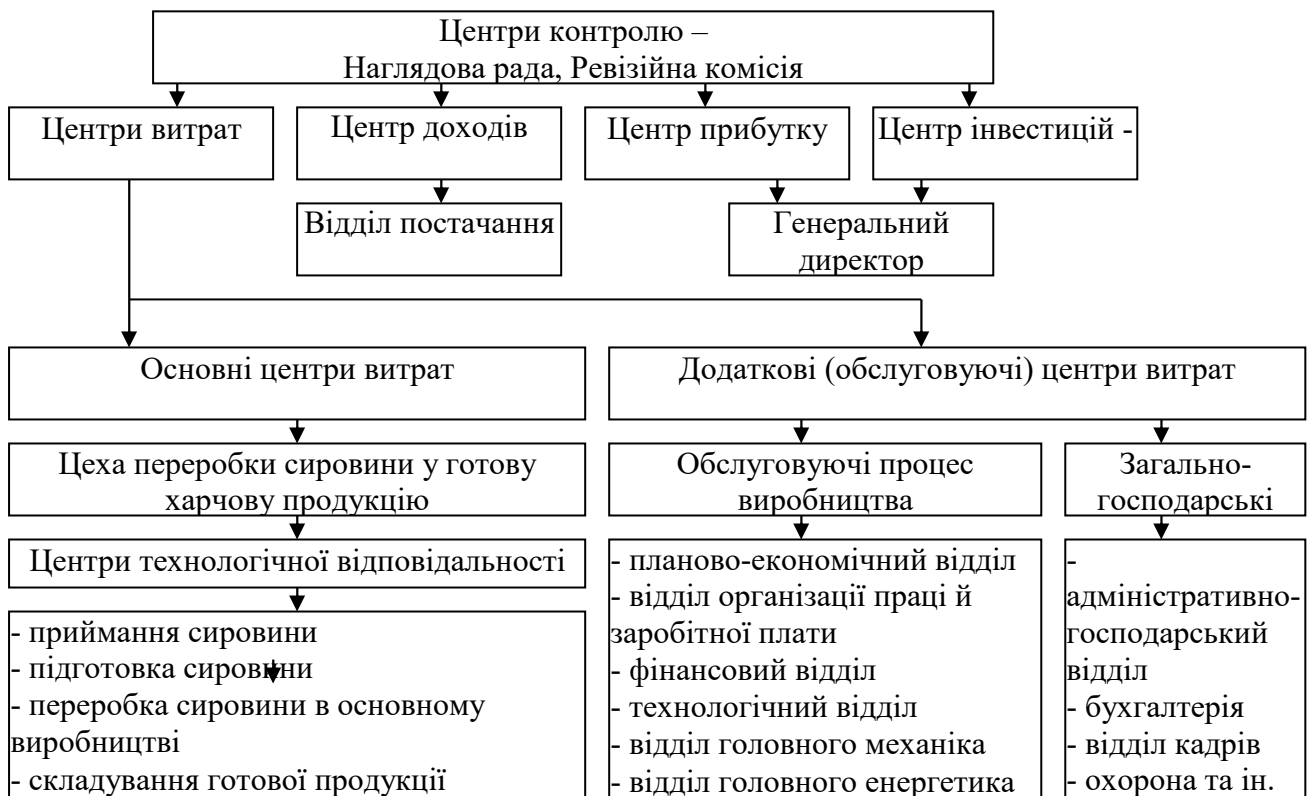 Центри контролю –
Наглядова рада, Ревізійна комісія
Центри витрат
Центр доходів
Центр прибутку
Центр інвестицій -
Відділ постачання
Генеральний
директор
Основні центри витрат
Додаткові (обслуговуючі) центри витрат
Цеха переробки сировини у готову
харчову продукцію
Обслуговуючі процес
виробництва
Загально-
господарські
Центри технологічної відповідальності
- приймання сировини
- підготовка сировини
- переробка сировини в основному
виробництві
- складування готової продукції
- планово-економічний відділ
- відділ організації праці й
заробітної плати
- фінансовий відділ
- технологічний відділ
- відділ головного механіка
- відділ головного енергетика
-
адміністративно-
господарський
відділ
- бухгалтерія
- відділ кадрів
- охорона та ін.